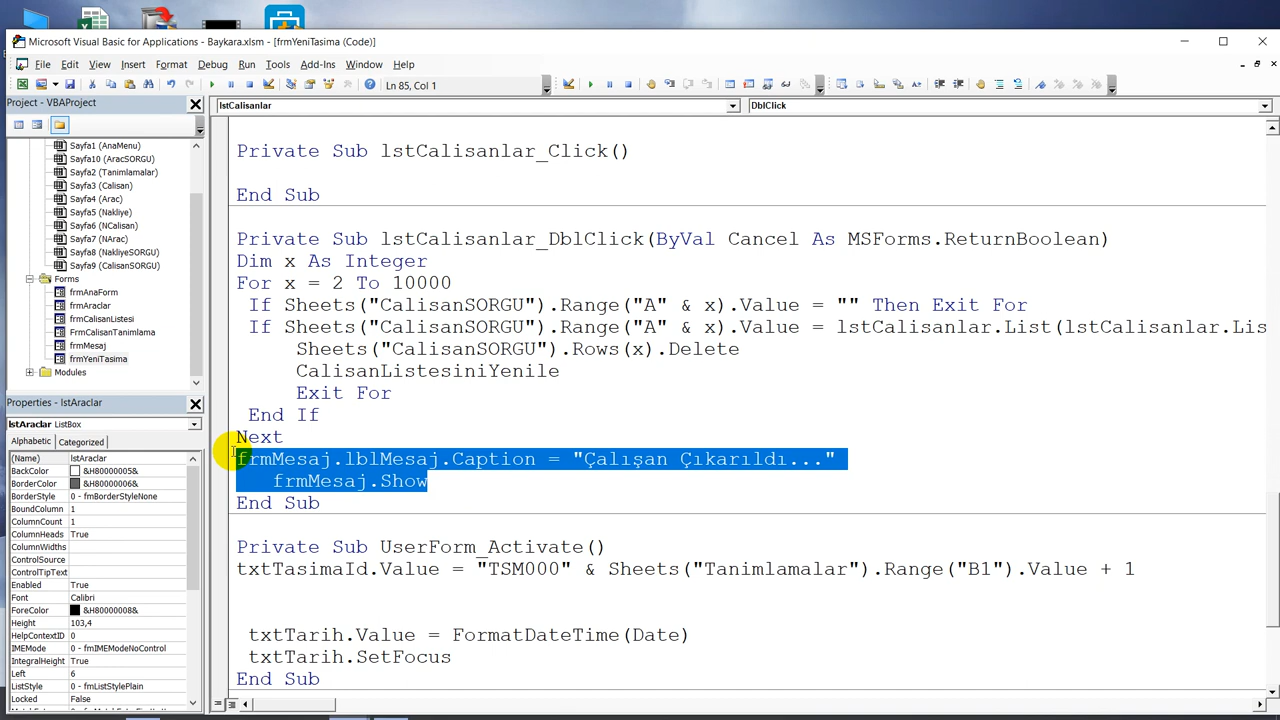 Microsoft Visual Basic for Applications - Baykara.xlsm - [frmYeniTasima (Code)]
File Edit View Insert Format Debug Run Tools Add-Ins Window Help
Ln 85, Col 1
Project - VBAProject
lstCalisanlar
DblClick
Sayfa1 (AnaMenu)
Sayfa10 (AracSORGU)
Sayfa2 (Tanimlamalar)
Sayfa3 (Calisan)
Sayfa4 (Arac)
Sayfa5 (Nakliye)
Sayfa6 (NCalisan)
Sayfa7 (NArac)
Sayfa8 (NakliyeSORGU)
Sayfa9 (CalisanSORGU)
Forms
frmAnaForm
frmAraclar
frmCalisanListesi
FrmCalisanTanimlama
frmMesaj
frmYeniTasima
Modules
Properties - lstAraclar
lstAraclar ListBox
Alphabetic Categorized
(Name) lstAraclar
BackColor &H80000005&
BorderColor &H80000006&
BorderStyle 0 - fmBorderStyleNone
BoundColumn 1
ColumnCount 1
ColumnHeads True
ColumnWidths
ControlSource
ControlTipText
Enabled True
Font Calibri
ForeColor &H80000008&
Height 103,4
HelpContextID 0
IMEMode 0 - fmIMEModeNoControl
IntegralHeight True
Left 6
ListStyle 0 - fmListStylePlain
Locked False
Private Sub lstCalisanlar_Click()
End Sub
Private Sub lstCalisanlar_DblClick(ByVal Cancel As MSForms.ReturnBoolean)
Dim x As Integer
For x = 2 To 10000
If Sheets("CalisanSORGU").Range("A" & x).Value = "" Then Exit For
If Sheets("CalisanSORGU").Range("A" & x).Value = lstCalisanlar.List(lstCalisanlar.Lis
Sheets("CalisanSORGU").Rows(x).Delete
CalisanListesiniYenile
Exit For
End If
Next
frmMesaj.lblMesaj.Caption = "Çalışan Çıkarıldı..."
frmMesaj.Show
End Sub
Private Sub UserForm_Activate()
txtTasimaId.Value = "TSM000" & Sheets("Tanimlamalar").Range("B1").Value + 1
txtTarih.Value = FormatDateTime(Date)
txtTarih.SetFocus
End Sub